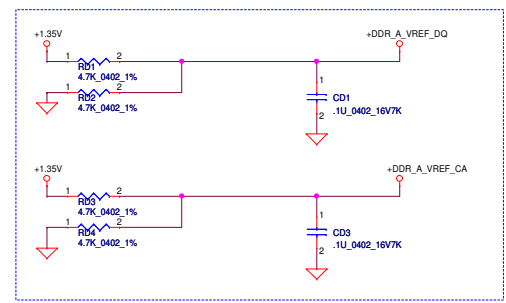 +1.35V
+DDR_A_VREF_DQ
1 2
RD1
4.7K_0402_1%
1 2
RD2
4.7K_0402_1%
1
CD1
.1U_0402_16V7K
2
+1.35V
+DDR_A_VREF_CA
1 2
RD3
4.7K_0402_1%
1 2
RD4
4.7K_0402_1%
1
CD3
.1U_0402_16V7K
2